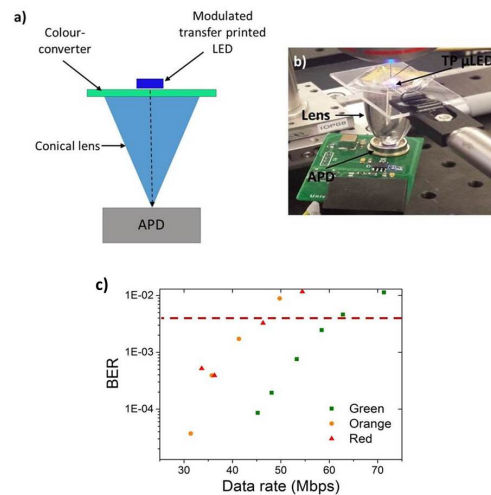 a)
Modulated
transfer printed
LED
Colour-
converter
Conical lens
APD
b)
TP µLED
Lens
APD
c)
BER
1E-02
1E-03
1E-04
Green
Orange
Red
30 40 50 60 70
Data rate (Mbps)